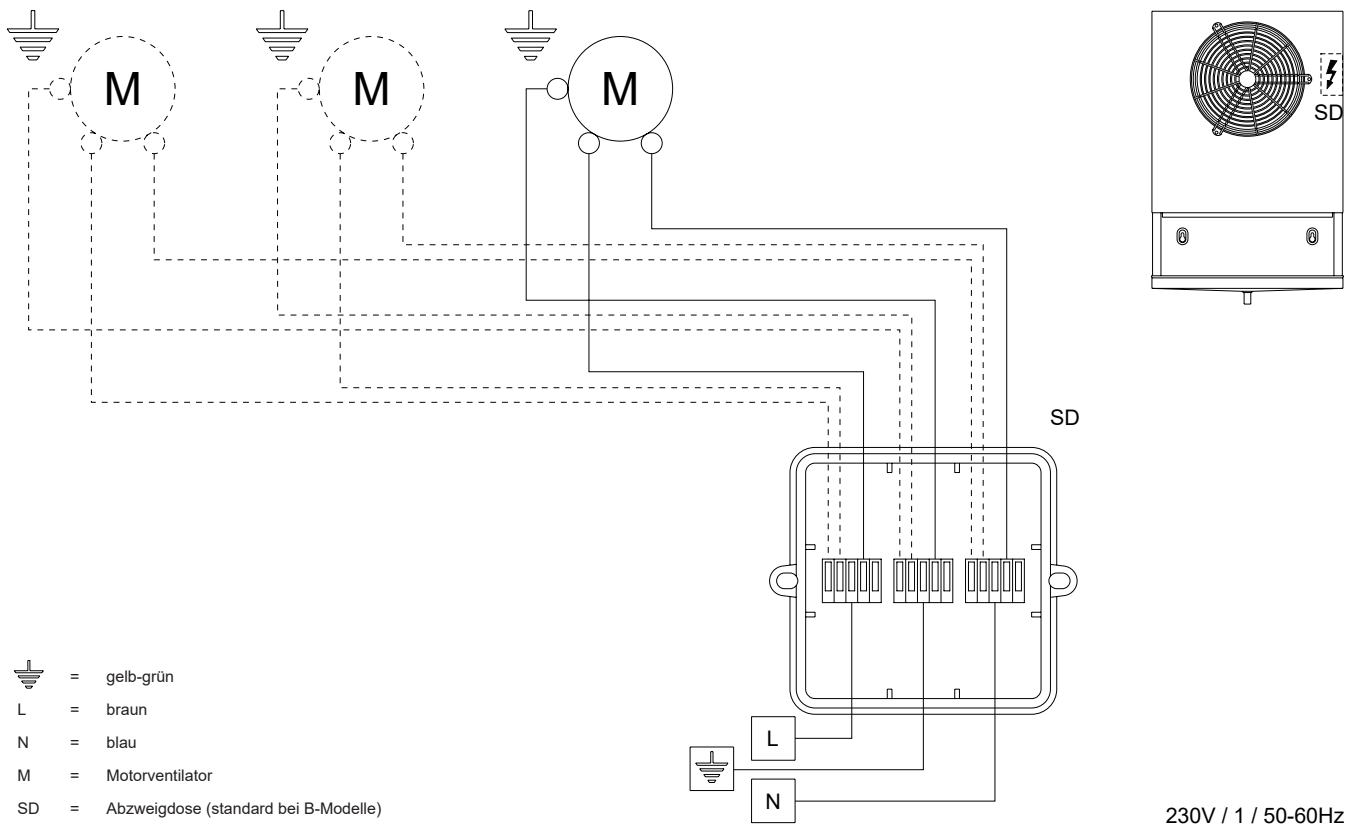 M M M
SD
SD
L
N
= gelb-grün
L = braun
N = blau
M = Motorventilator
SD = Abzweigdose (standard bei B-Modelle)
230V / 1 / 50-60Hz